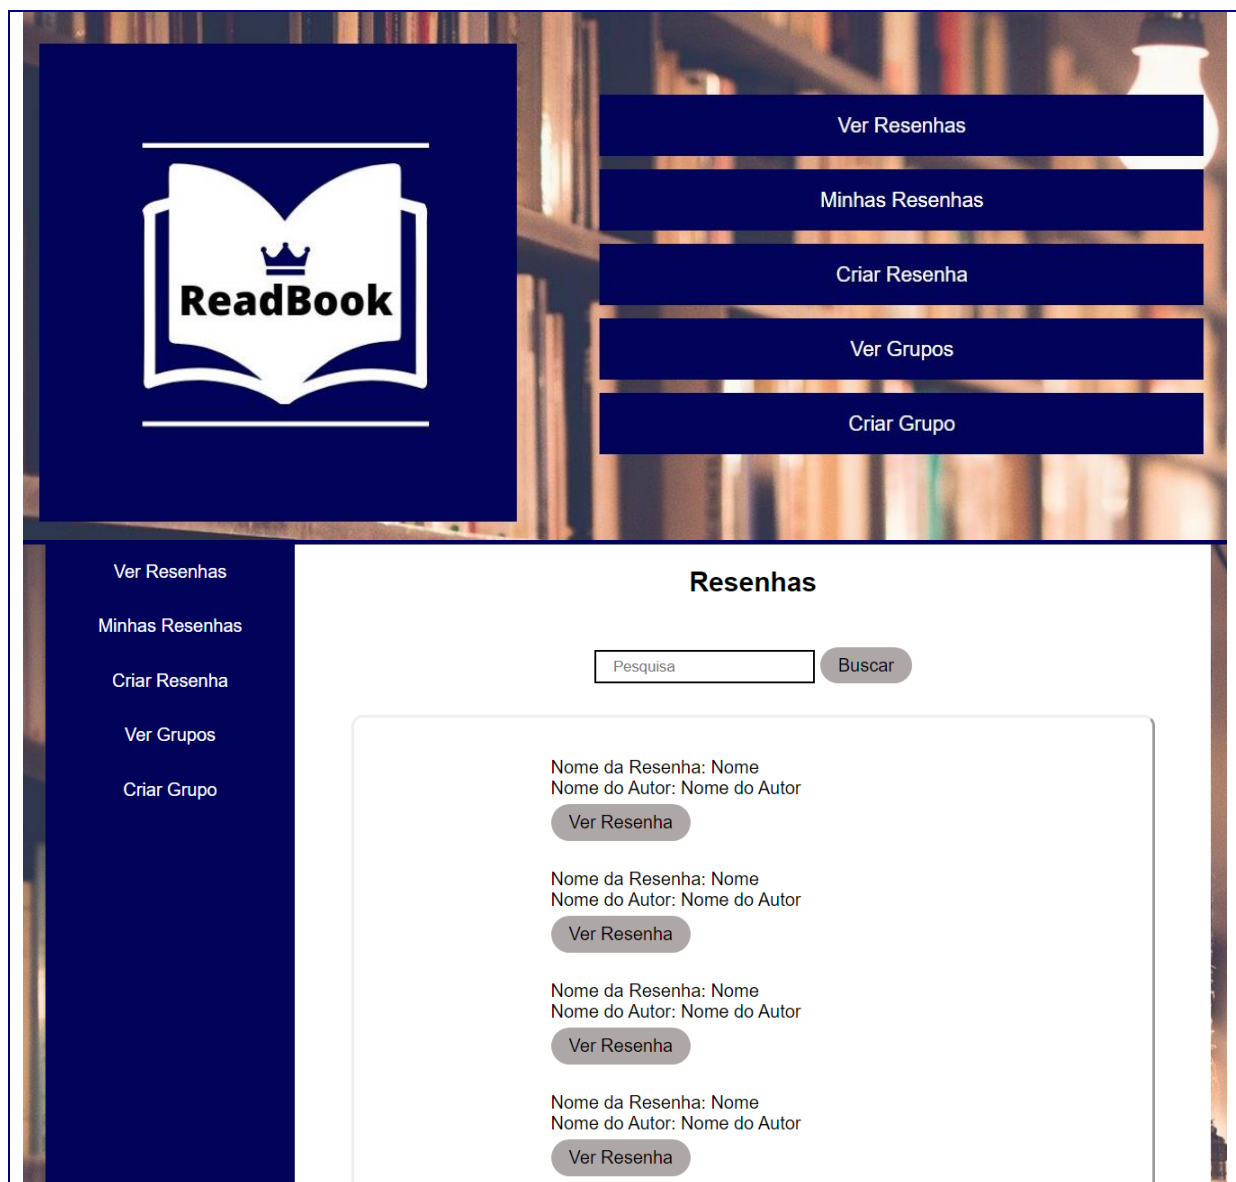 ReadBook
Ver Resenhas
Minhas Resenhas
Criar Resenha
Ver Grupos
Criar Grupo
Ver Resenhas
Minhas Resenhas
Criar Resenha
Ver Grupos
Criar Grupo
Resenhas
Pesquisa Buscar
Nome da Resenha: Nome
Nome do Autor: Nome do Autor
Ver Resenha
Nome da Resenha: Nome
Nome do Autor: Nome do Autor
Ver Resenha
Nome da Resenha: Nome
Nome do Autor: Nome do Autor
Ver Resenha
Nome da Resenha: Nome
Nome do Autor: Nome do Autor
Ver Resenha